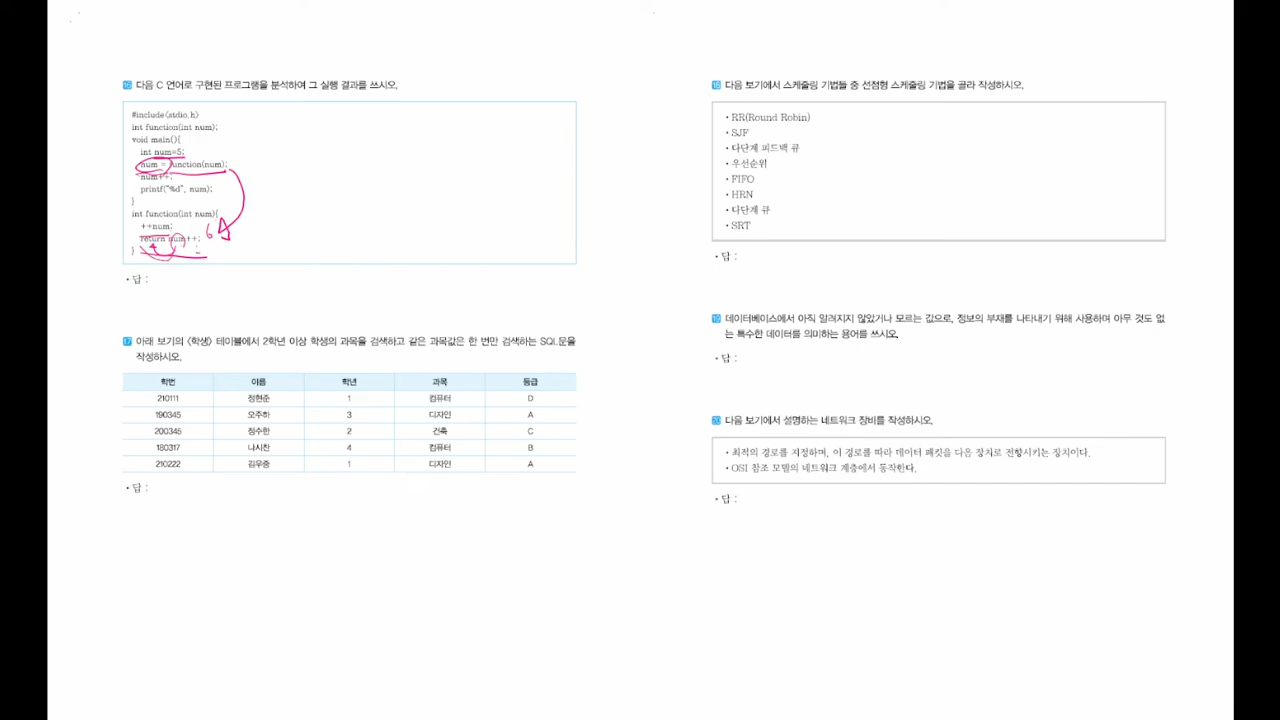 16 다음 C 언어로 구현된 프로그램을 분석하여 그 실행 결과를 쓰시오.
#include<stdio.h>
int function(int num);
void main(){
int num=5;
num = function(num);
num++;
printf("%d", num);
}
int function(int num){
++num;
return num++;
}
6
• 답 :
17 아래 보기의 <학생> 테이블에서 2학년 이상 학생의 과목을 검색하고 같은 과목값은 한 번만 검색하는 SQL문을
작성하시오.
학번 이름 학년 과목 등급
210111 정현준 1 컴퓨터 D
190345 오주하 3 디자인 A
200345 정수한 2 건축 C
180317 나시찬 4 컴퓨터 B
210222 김우중 1 디자인 A
• 답 :
18 다음 보기에서 스케줄링 기법들 중 선점형 스케줄링 기법을 골라 작성하시오.
• RR(Round Robin)
• SJF
• 다단계 피드백 큐
• 우선순위
• FIFO
• HRN
• 다단계 큐
• SRT
• 답 :
19 데이터베이스에서 아직 알려지지 않았거나 모르는 값으로, 정보의 부재를 나타내기 위해 사용하며 아무 것도 없
는 특수한 데이터를 의미하는 용어를 쓰시오.
• 답 :
20 다음 보기에서 설명하는 네트워크 장비를 작성하시오.
• 최적의 경로를 지정하며, 이 경로를 따라 데이터 패킷을 다음 장치로 전향시키는 장치이다.
• OSI 참조 모델의 네트워크 계층에서 동작한다.
• 답 :